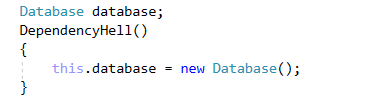 Database database;
DependencyHell()
{
this.database = new Database();
}